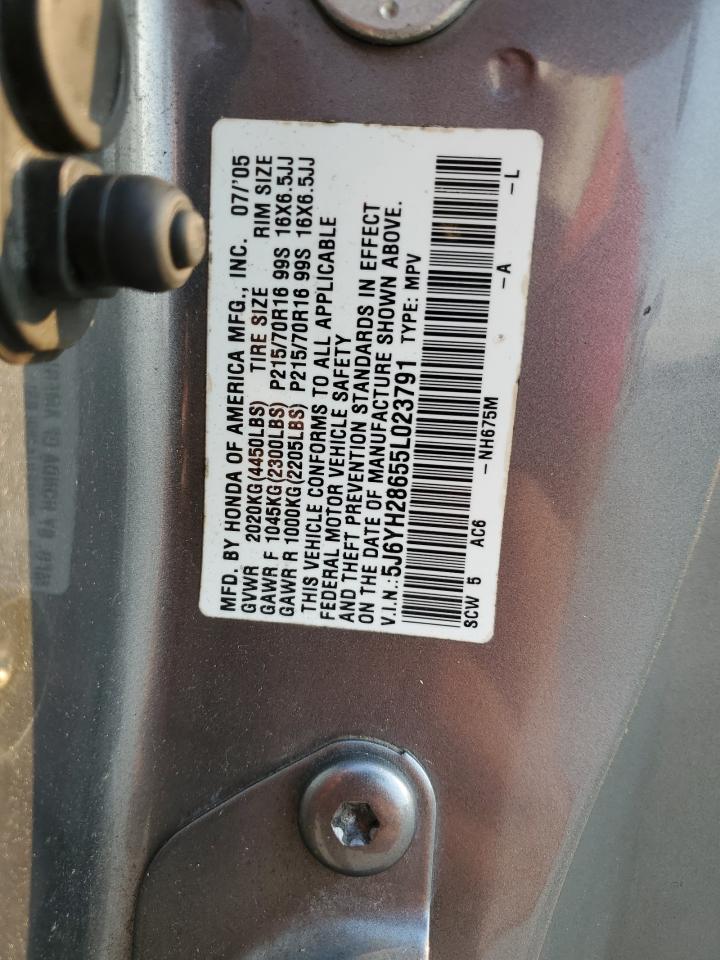 MFD. BY HONDA OF AMERICA MFG., INC. 07/'05
GVWR 2020KG(4450LBS) TIRE SIZE RIM SIZE
GAWR F 1045KG(2300LBS) P215/70R16 99S 16X6.5JJ
GAWR R 1000KG(2205LBS) P215/70R16 99S 16X6.5JJ
THIS VEHICLE CONFORMS TO ALL APPLICABLE
FEDERAL MOTOR VEHICLE SAFETY
AND THEFT PREVENTION STANDARDS IN EFFECT
ON THE DATE OF MANUFACTURE SHOWN ABOVE.
V.I.N.:5J6YH28655L023791 TYPE: MPV
SCW 5 AC6 -NH675M -A -L